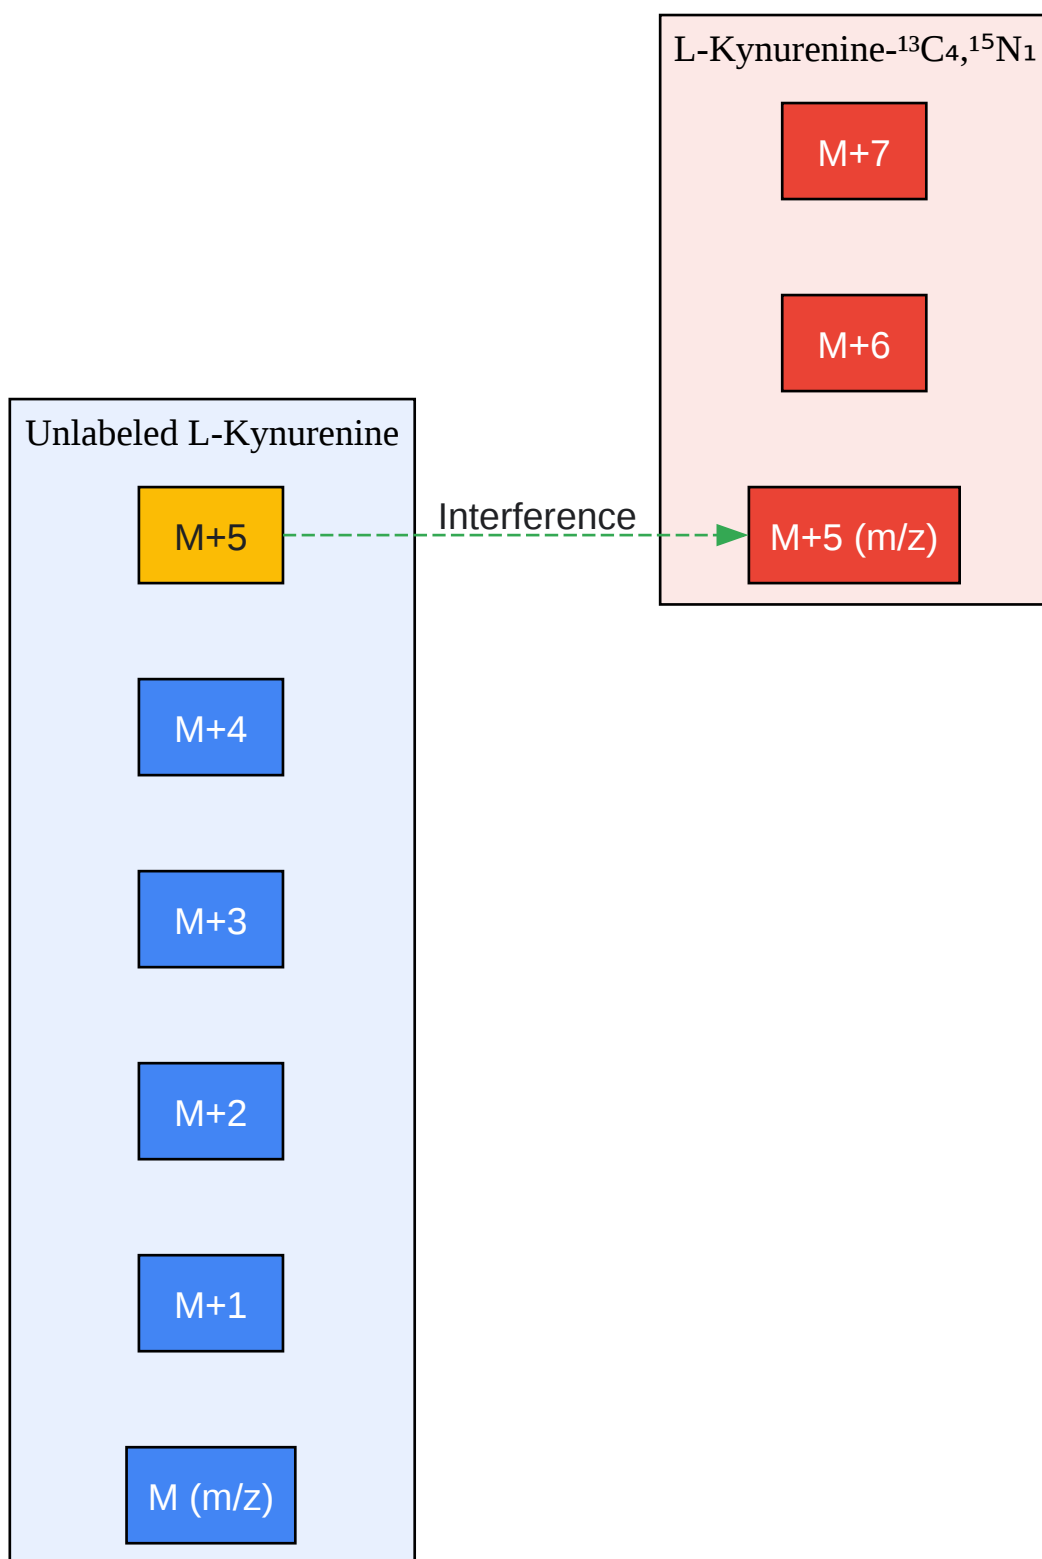 L-Kynurenine-¹³C₄,¹⁵N₁
M+7
M+6
Unlabeled L-Kynurenine
M+5
Interference
M+5 (m/z)
M+4
M+3
M+2
M+1
M (m/z)